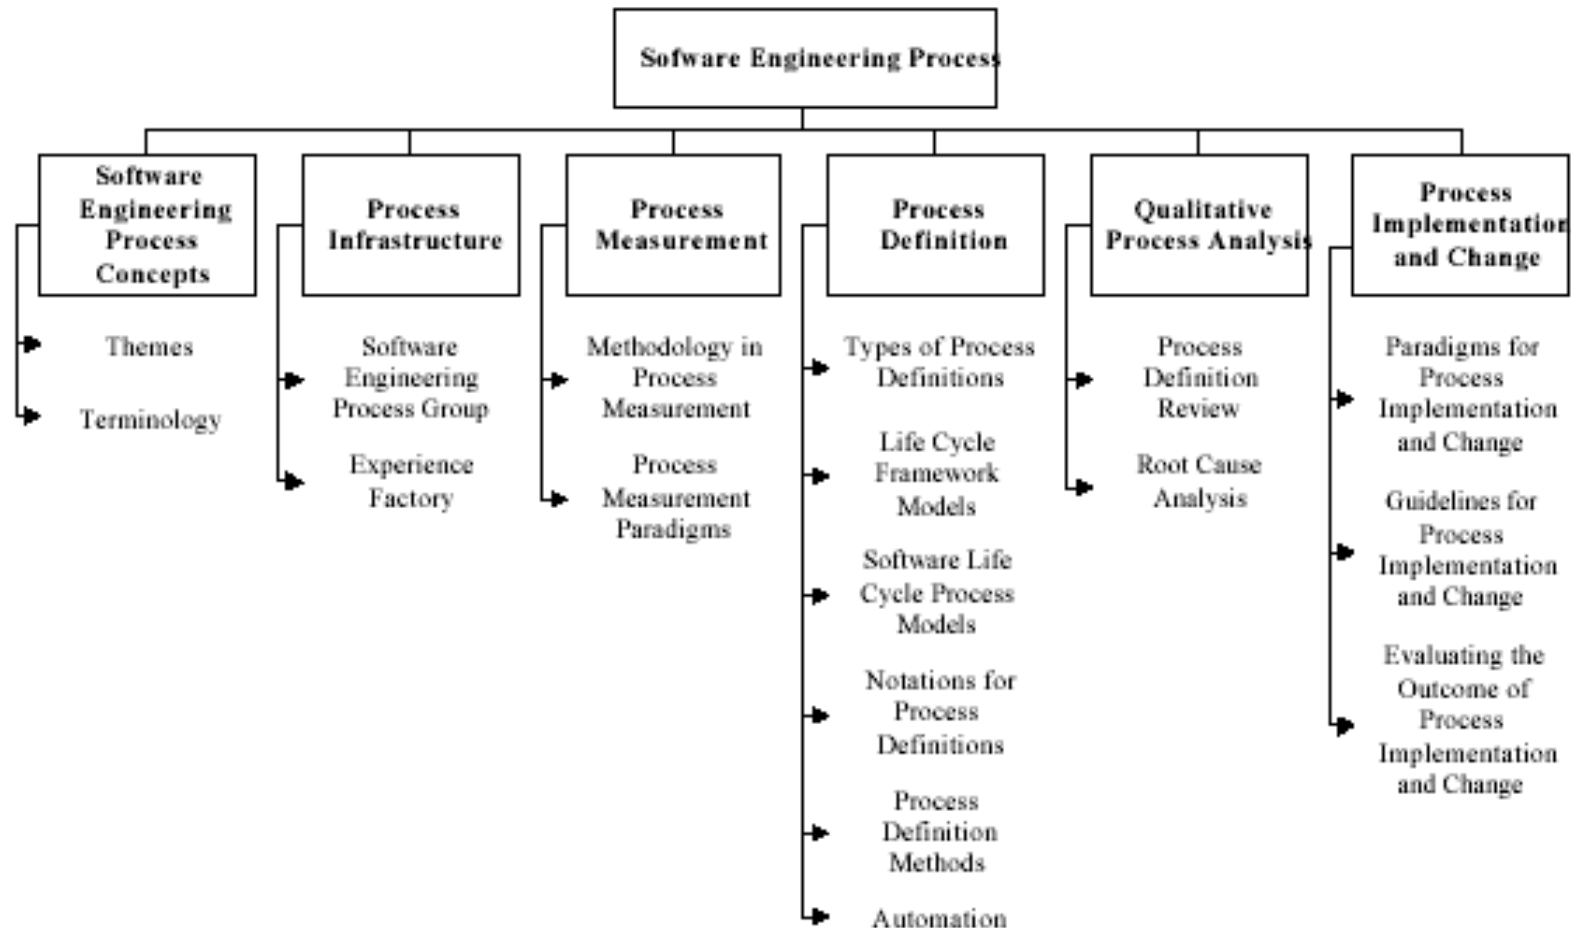 Sofware Engineering Process
Software
Engineering
Process
Concepts
Themes
Terminology
Process
Infrastructure
Software
Engineering
Process Group
Experience
Factory
Process
Measurement
Methodology in
Process
Measurement
Process
Measurement
Paradigms
Process
Definition
Types of Process
Definitions
Life Cycle
Framework
Models
Software Life
Cycle Process
Models
Notations for
Process
Definitions
Process
Definition
Methods
Automation
Qualitative
Process Analysis
Process
Definition
Review
Root Cause
Analysis
Process
Implementation
and Change
Paradigms for
Process
Implementation
and Change
Guidelines for
Process
Implementation
and Change
Evaluating the
Outcome of
Process
Implementation
and Change